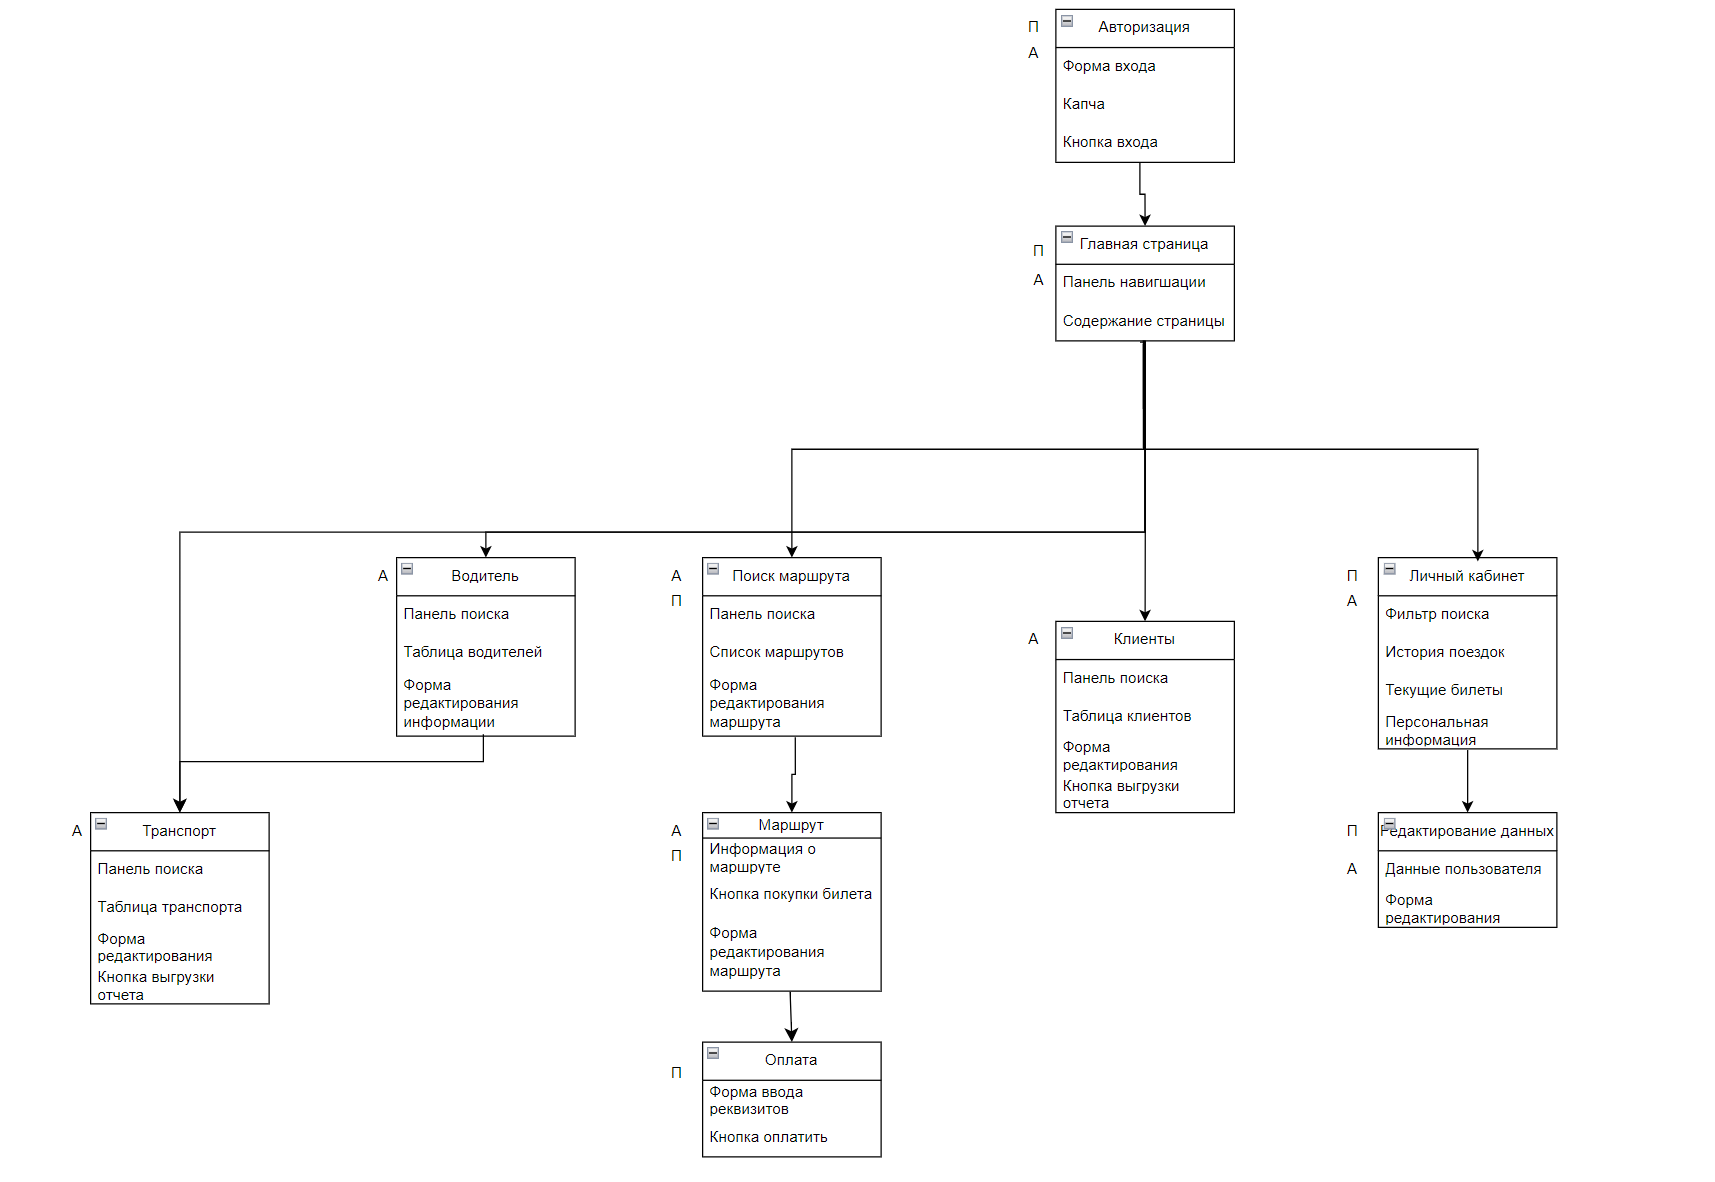 П
А
Авторизация
Форма входа
Капча
Кнопка входа
П
А
Главная страница
Панель навигшации
Содержание страницы
А
Водитель
Панель поиска
Таблица водителей
Форма
редактирования
информации
А
П
Поиск маршрута
Панель поиска
Список маршрутов
Форма
редактирования
маршрута
А
Клиенты
Панель поиска
Таблица клиентов
Форма
редактирования
Кнопка выгрузки
отчета
П
А
Личный кабинет
Фильтр поиска
История поездок
Текущие билеты
Персональная
информация
А
Транспорт
Панель поиска
Таблица транспорта
Форма
редактирования
Кнопка выгрузки
отчета
А
П
Маршрут
Информация о
маршруте
Кнопка покупки билета
Форма
редактирования
маршрута
П
А
Редактирование данных
Данные пользователя
Форма
редактирования
П
Оплата
Форма ввода
реквизитов
Кнопка оплатить